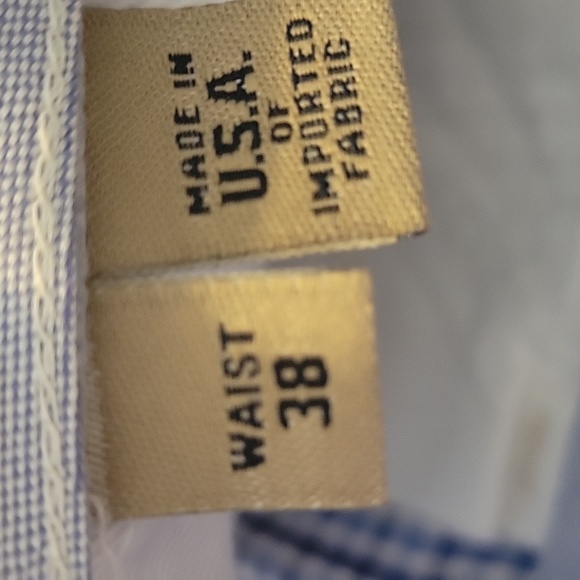 MADE IN
U.S.A.
OF
IMPORTED
FABRIC
WAIST
38